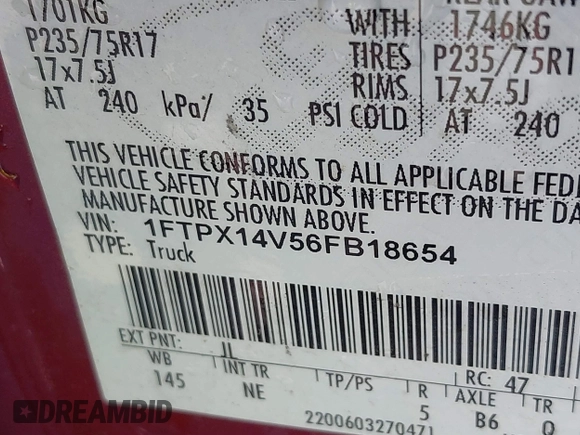 1701KG
P235/75R17
17x7.5J
AT 240 kPa/ 35 PSI COLD
WITH 1746KG
TIRES P235/75R1
RIMS 17x7.5J
AT 240
THIS VEHICLE CONFORMS TO ALL APPLICABLE FEDE
VEHICLE SAFETY STANDARDS IN EFFECT ON THE DA
MANUFACTURE SHOWN ABOVE.
VIN: 1FTPX14V56FB18654
TYPE: Truck
EXT PNT: JL RC: 47
WB INT TR TP/PS R AXLE TR
145 NE 5 B6 Q
2200603270471
DREAMBID